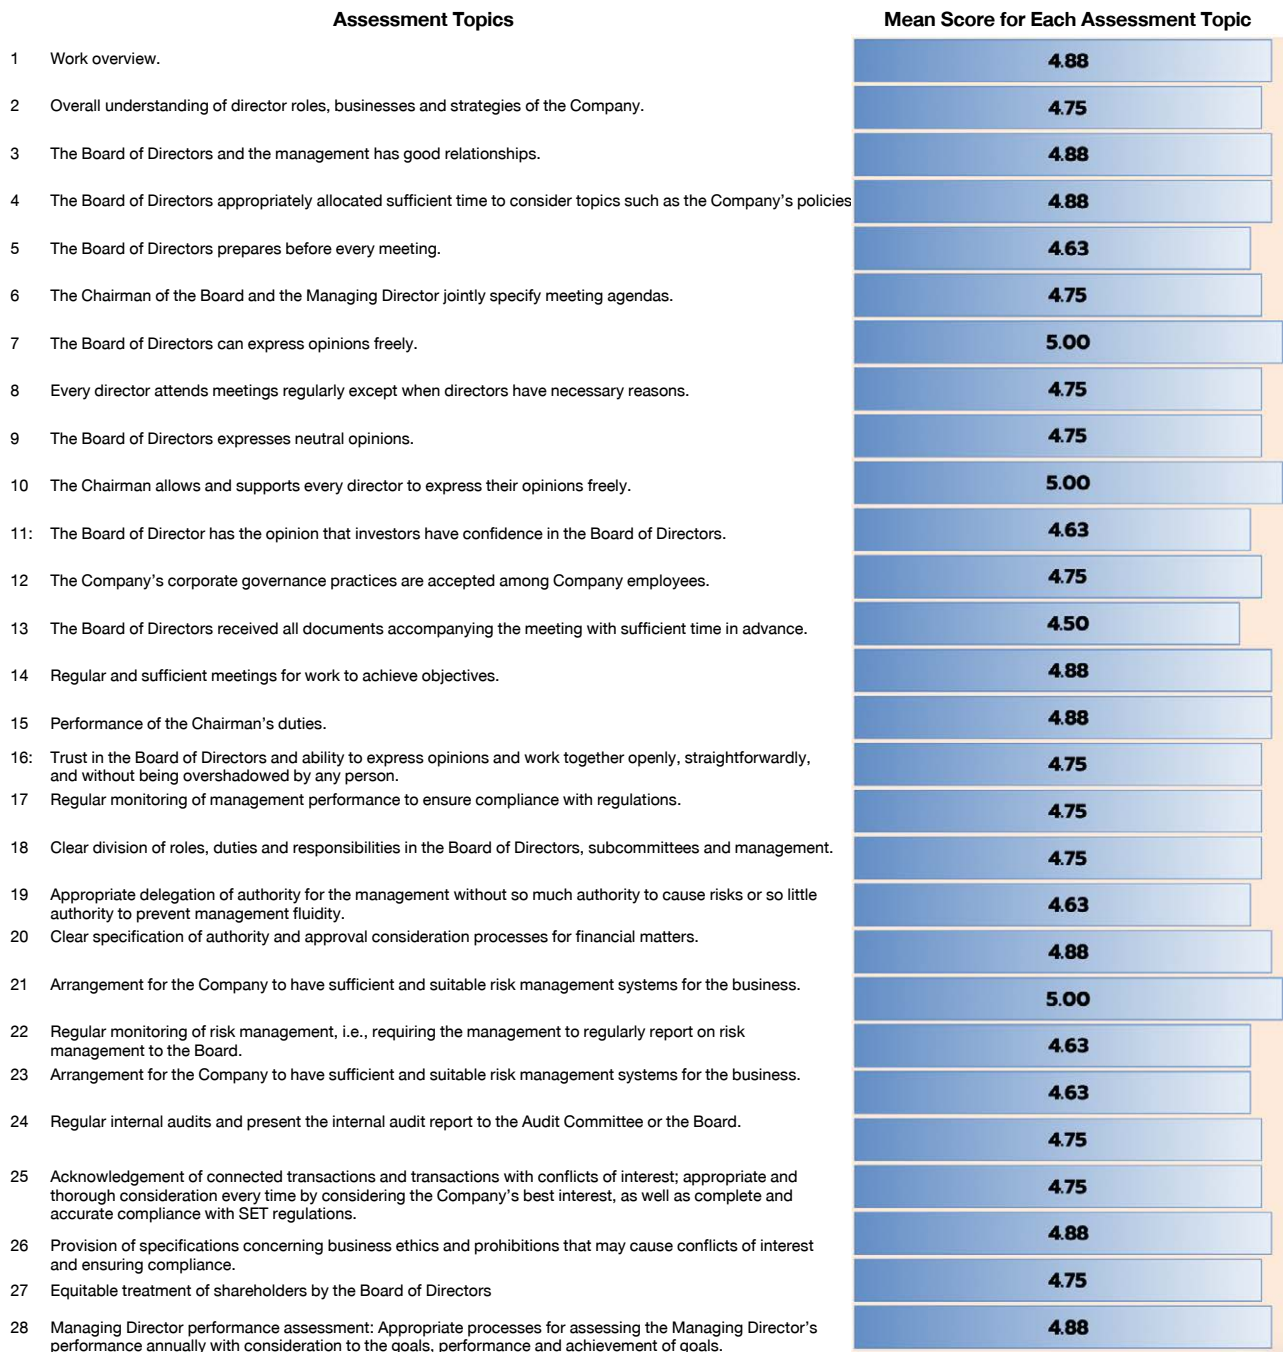 Assessment Topics Mean Score for Each Assessment Topic
1 Work overview. 4.88
2 Overall understanding of director roles, businesses and strategies of the Company. 4.75
3 The Board of Directors and the management has good relationships. 4.88
4 The Board of Directors appropriately allocated sufficient time to consider topics such as the Company’s policies 4.88
5 The Board of Directors prepares before every meeting. 4.63
6 The Chairman of the Board and the Managing Director jointly specify meeting agendas. 4.75
7 The Board of Directors can express opinions freely. 5.00
8 Every director attends meetings regularly except when directors have necessary reasons. 4.75
9 The Board of Directors expresses neutral opinions. 4.75
10 The Chairman allows and supports every director to express their opinions freely. 5.00
11: The Board of Director has the opinion that investors have confidence in the Board of Directors. 4.63
12 The Company’s corporate governance practices are accepted among Company employees. 4.75
13 The Board of Directors received all documents accompanying the meeting with sufficient time in advance. 4.50
14 Regular and sufficient meetings for work to achieve objectives. 4.88
15 Performance of the Chairman’s duties. 4.88
16: Trust in the Board of Directors and ability to express opinions and work together openly, straightforwardly, 4.75
and without being overshadowed by any person.
17 Regular monitoring of management performance to ensure compliance with regulations. 4.75
18 Clear division of roles, duties and responsibilities in the Board of Directors, subcommittees and management. 4.75
19 Appropriate delegation of authority for the management without so much authority to cause risks or so little 4.63
authority to prevent management fluidity.
20 Clear specification of authority and approval consideration processes for financial matters. 4.88
21 Arrangement for the Company to have sufficient and suitable risk management systems for the business. 5.00
22 Regular monitoring of risk management, i.e., requiring the management to regularly report on risk 4.63
management to the Board.
23 Arrangement for the Company to have sufficient and suitable risk management systems for the business. 4.63
24 Regular internal audits and present the internal audit report to the Audit Committee or the Board. 4.75
25 Acknowledgement of connected transactions and transactions with conflicts of interest; appropriate and 4.75
thorough consideration every time by considering the Company’s best interest, as well as complete and
accurate compliance with SET regulations.
26 Provision of specifications concerning business ethics and prohibitions that may cause conflicts of interest 4.88
and ensuring compliance.
27 Equitable treatment of shareholders by the Board of Directors 4.75
28 Managing Director performance assessment: Appropriate processes for assessing the Managing Director’s 4.88
performance annually with consideration to the goals, performance and achievement of goals.